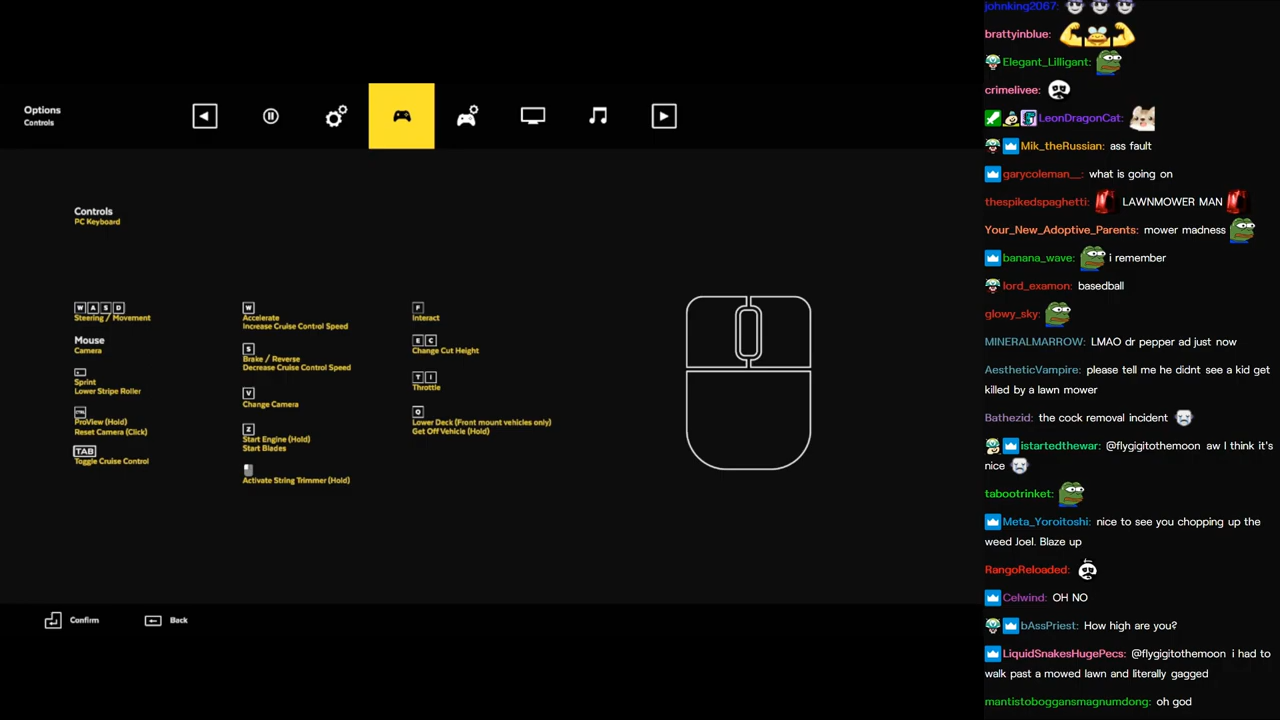 Options
Controls
Controls
PC Keyboard
W A S D
Steering / Movement
Mouse
Camera
Sprint
Lower Stripe Roller
CTRL
ProView (Hold)
Reset Camera (Click)
TAB
Toggle Cruise Control
W
Accelerate
Increase Cruise Control Speed
S
Brake / Reverse
Decrease Cruise Control Speed
V
Change Camera
Z
Start Engine (Hold)
Start Blades
Activate String Trimmer (Hold)
F
Interact
E C
Change Cut Height
T I
Throttle
Q
Lower Deck (Front mount vehicles only)
Get Off Vehicle (Hold)
Confirm
Back
johnking2067:
brattyinblue:
Elegant_Lilligant:
crimelivee:
LeonDragonCat:
Mik_theRussian: ass fault
garycoleman__: what is going on
thespikedspaghetti: LAWNMOWER MAN
Your_New_Adoptive_Parents: mower madness
banana_wave: i remember
lord_examon: basedball
glowy_sky:
MINERALMARROW: LMAO dr pepper ad just now
AestheticVampire: please tell me he didnt see a kid get
killed by a lawn mower
Bathezid: the cock removal incident
istartedthewar: @flygigitothemoon aw I think it's
nice
tabootrinket:
Meta_Yoroitoshi: nice to see you chopping up the
weed Joel. Blaze up
RangoReloaded:
Celwind: OH NO
bAssPriest: How high are you?
LiquidSnakesHugePecs: @flygigitothemoon i had to
walk past a mowed lawn and literally gagged
mantistoboggansmagnumdong: oh god